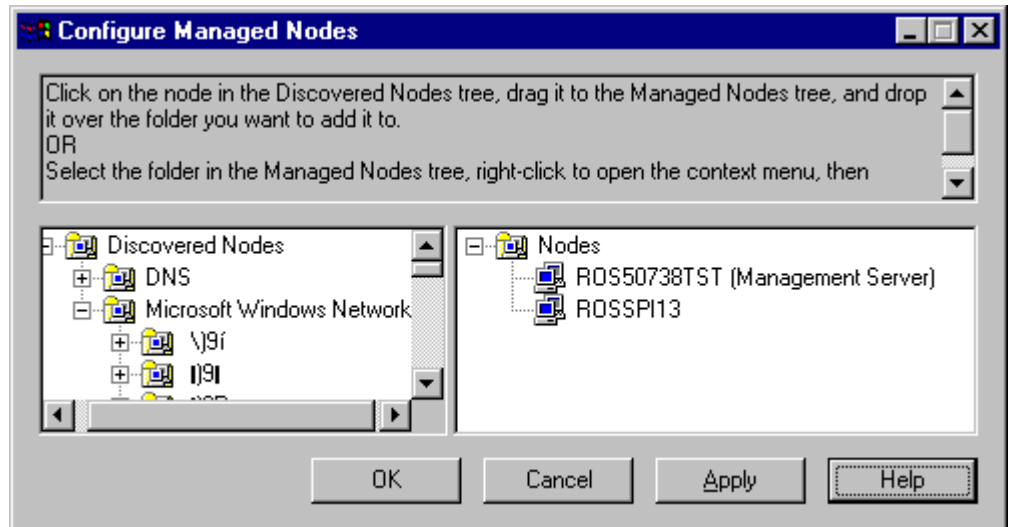 Configure Managed Nodes
Click on the node in the Discovered Nodes tree, drag it to the Managed Nodes tree, and drop
it over the folder you want to add it to.
OR
Select the folder in the Managed Nodes tree, right-click to open the context menu, then
Discovered Nodes
DNS
Microsoft Windows Network
\)9í
Nodes
ROS50738TST (Management Server)
ROSSPI13
OK
Cancel
Apply
Help